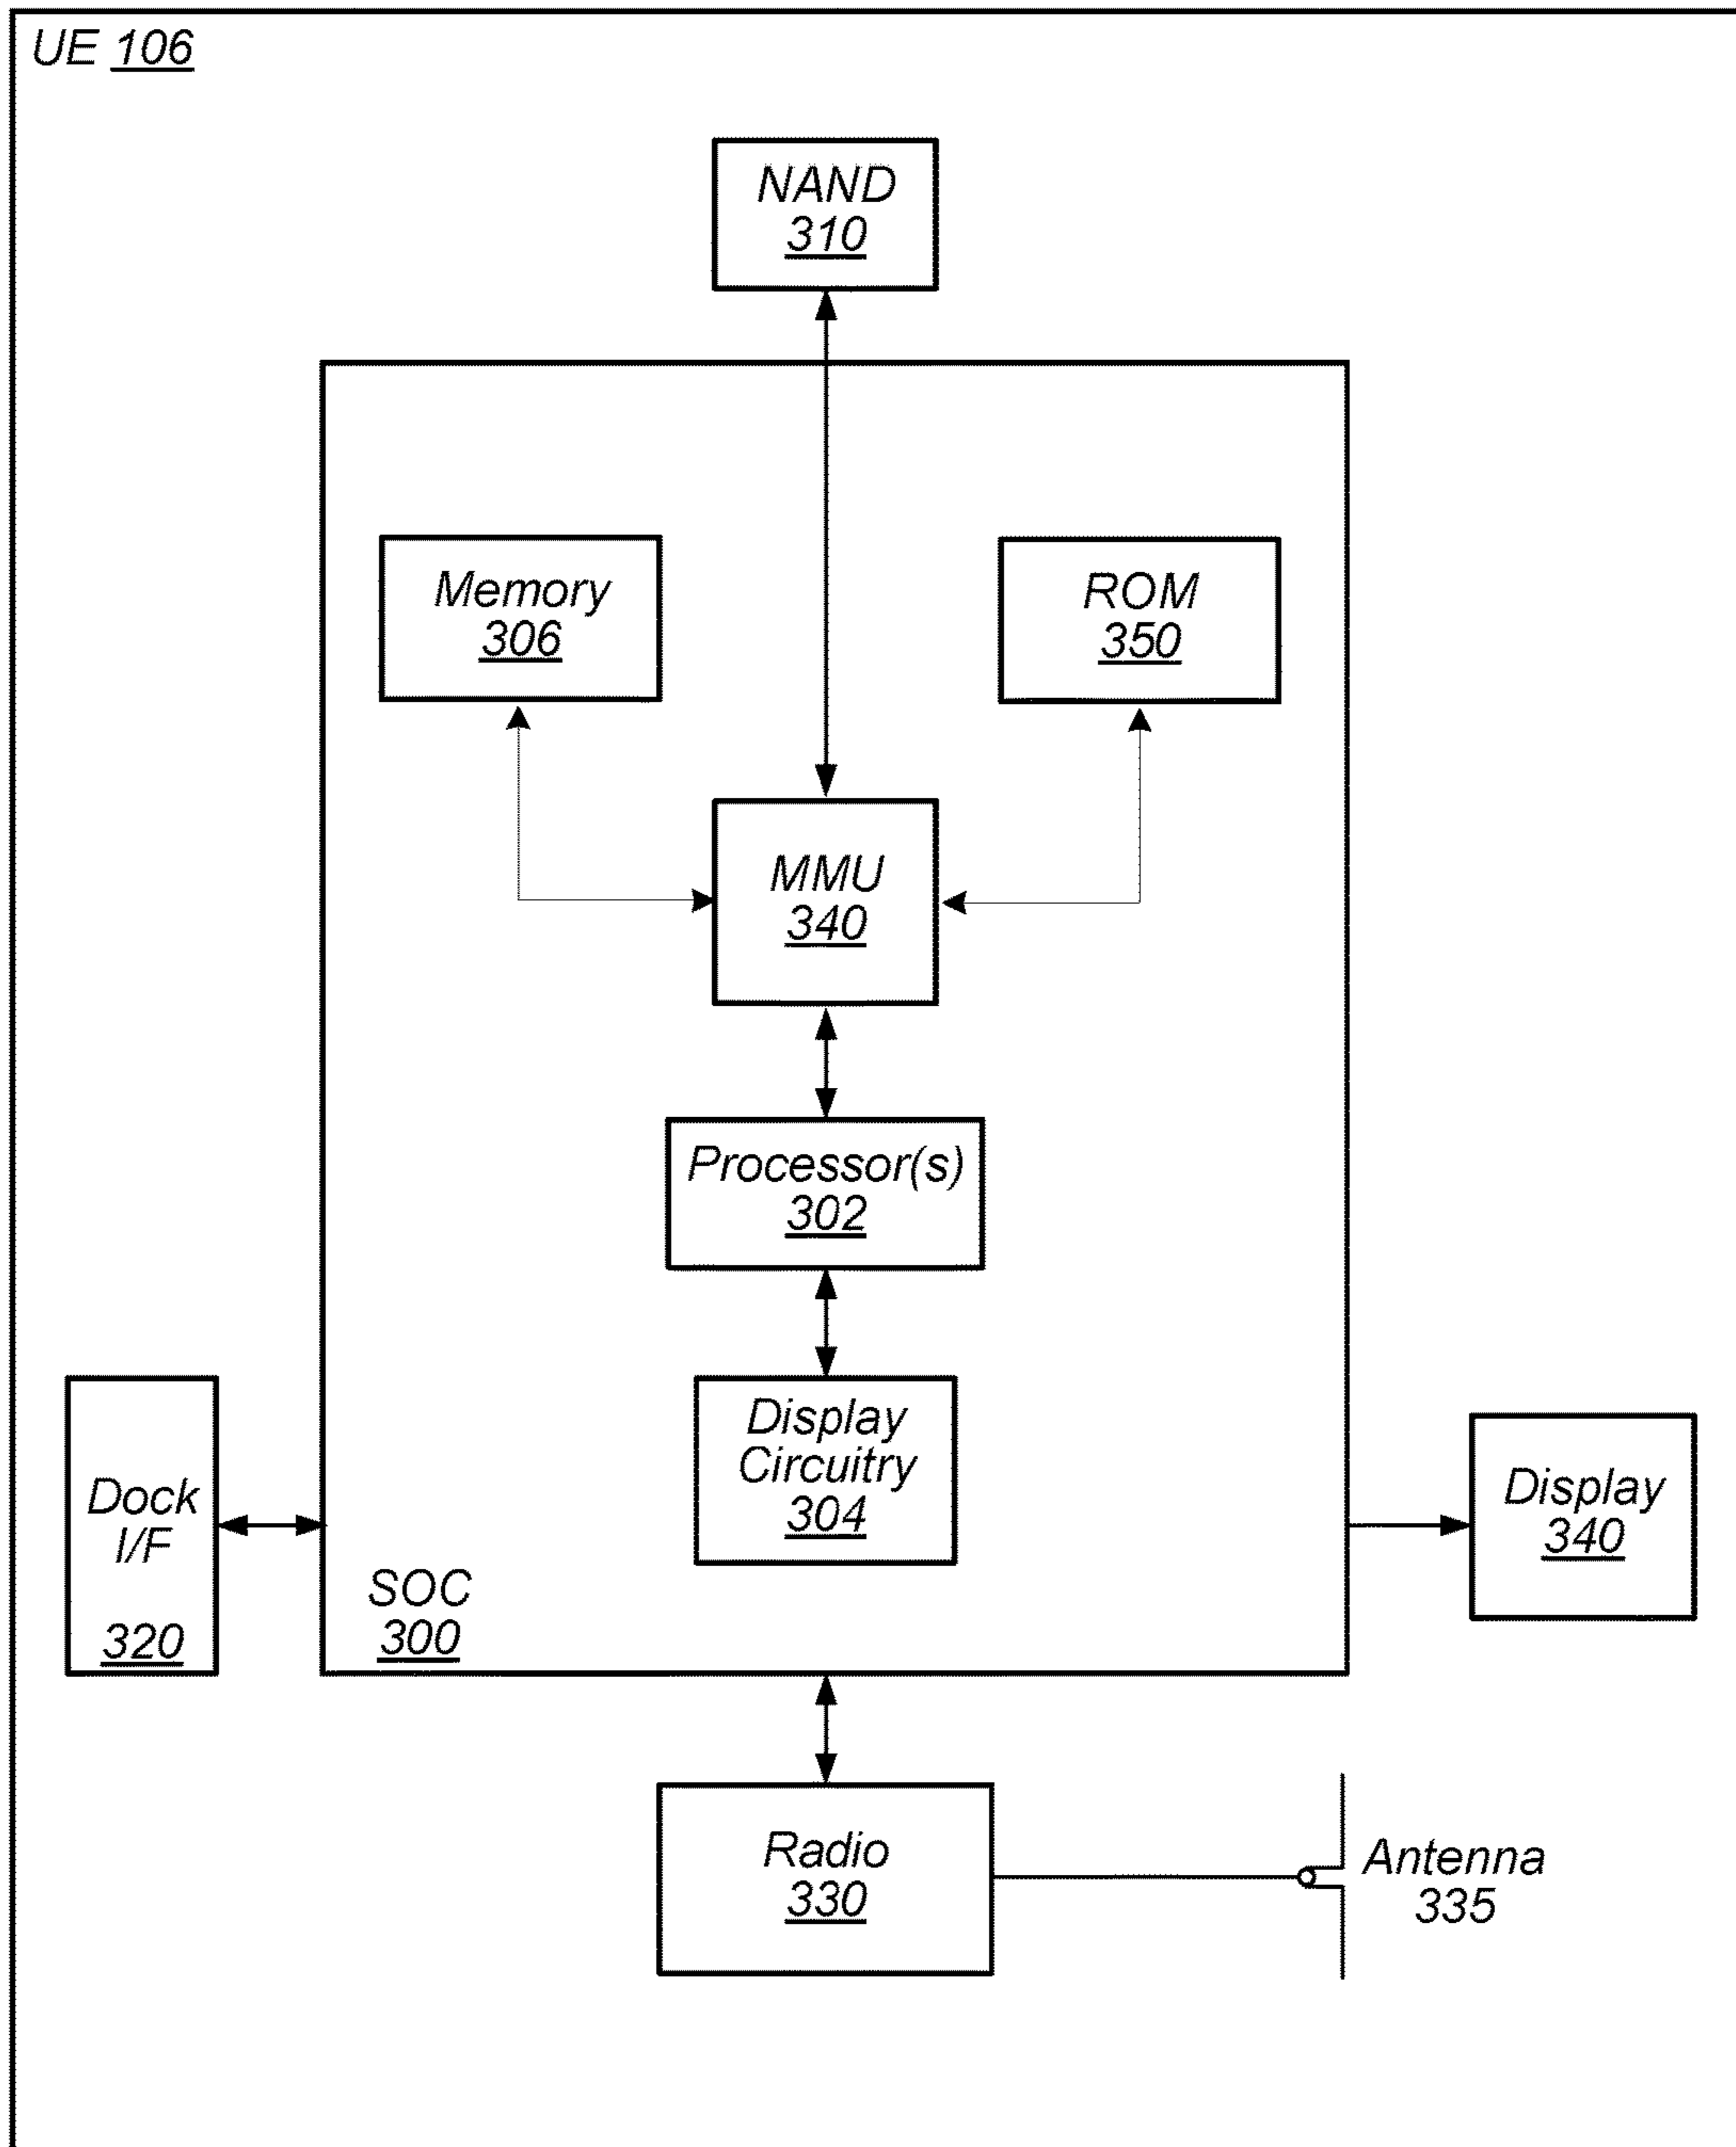 UE 106
NAND
310
Memory
306
ROM
350
MMU
340
Processor(s)
302
Display
Circuitry
304
Dock
I/F
320
SOC
300
Display
340
Radio
330
Antenna
335